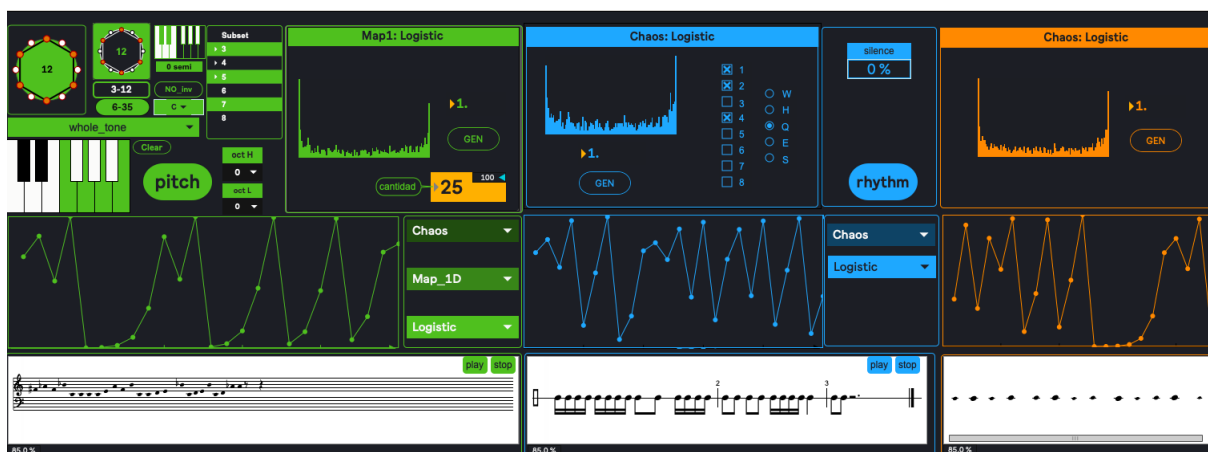 12
12
3-12
6-35
whole_tone
Clear
pitch
0 semi
NO_inv
C
oct H
0
oct L
0
Subset
3
4
5
6
7
8
Map1: Logistic
1.
GEN
cantidad
25
100
Chaos: Logistic
1.
GEN
1
2
3
4
5
6
7
8
W
H
Q
E
S
silence
0 %
rhythm
Chaos: Logistic
1.
GEN
Chaos
Map_1D
Logistic
Chaos
Logistic
play stop
85.0 %
play stop
2
3
85.0 %
85.0 %